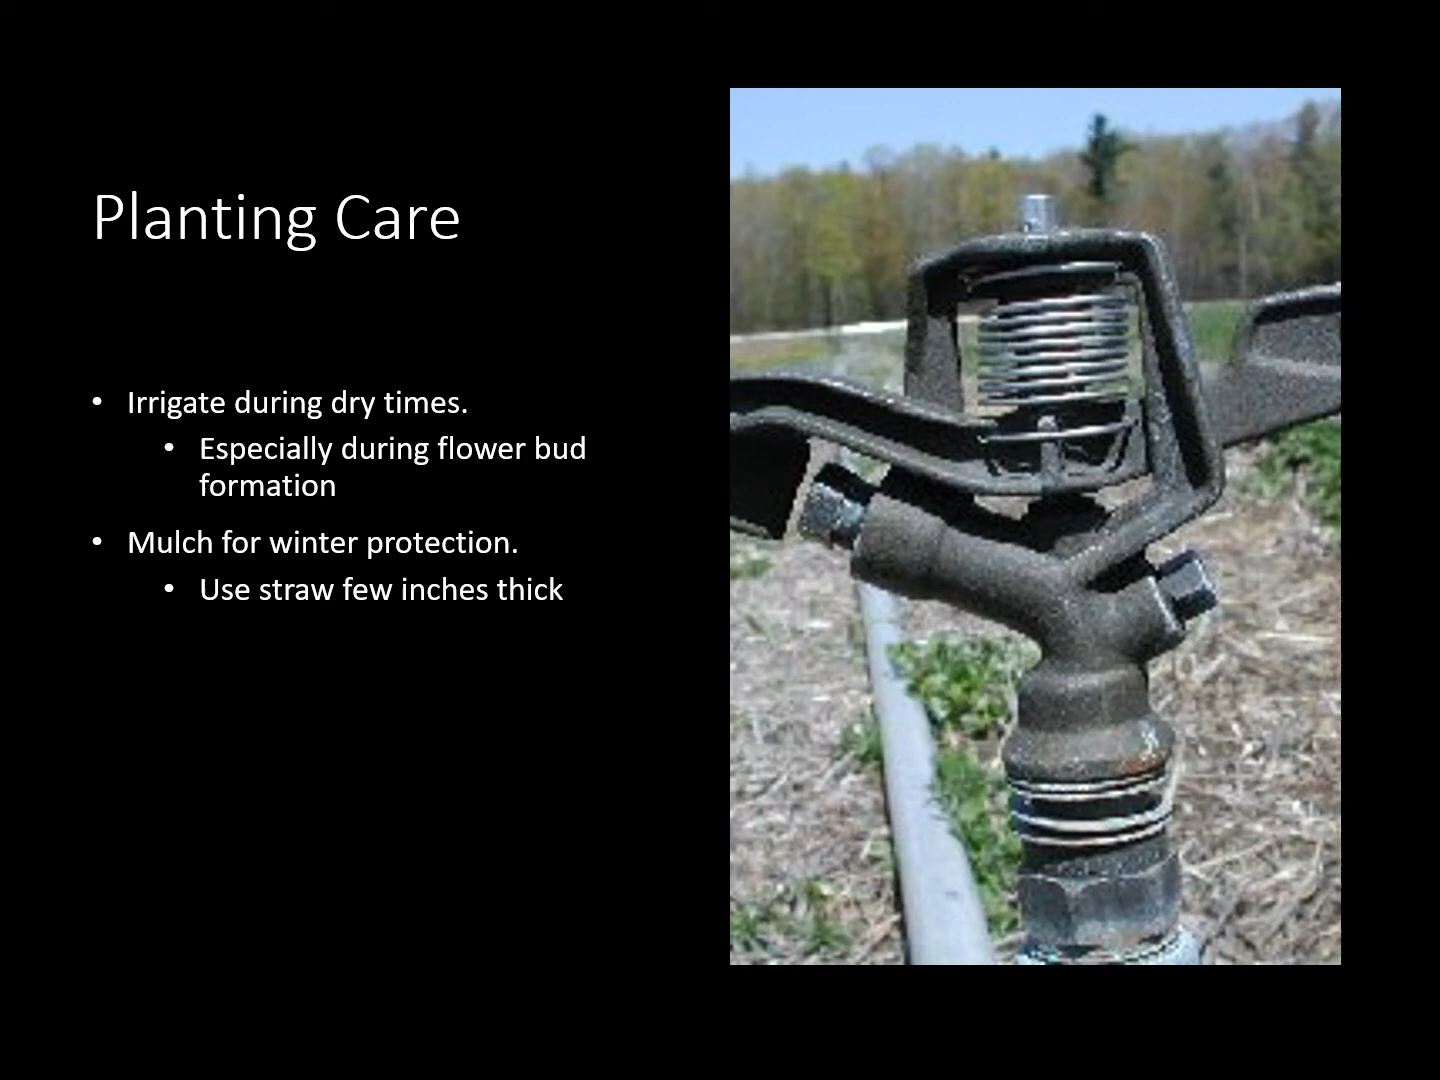 Planting Care
• Irrigate during dry times.
• Especially during flower bud
formation
• Mulch for winter protection.
• Use straw few inches thick